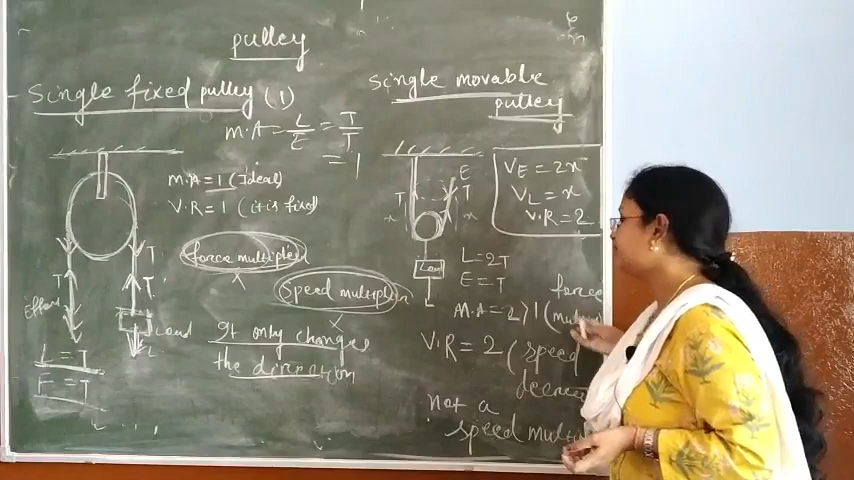 pulley
Single fixed pulley (1)
M.A = L/E = T/T
= 1
M.A = 1 (Ideal)
V.R = 1 (it is fixed)
force multiplier
X
Speed multiplier
X
It only changes
the direction
T
T
T
T
Effort
Load
L
L = T
E = T
Single movable
pulley
E
T
T
x
x
Load
L
VE = 2x
VL = x
V.R = 2
L = 2T
E = T
M.A = 2 > 1 (force
V.R = 2 (speed
not a
speed